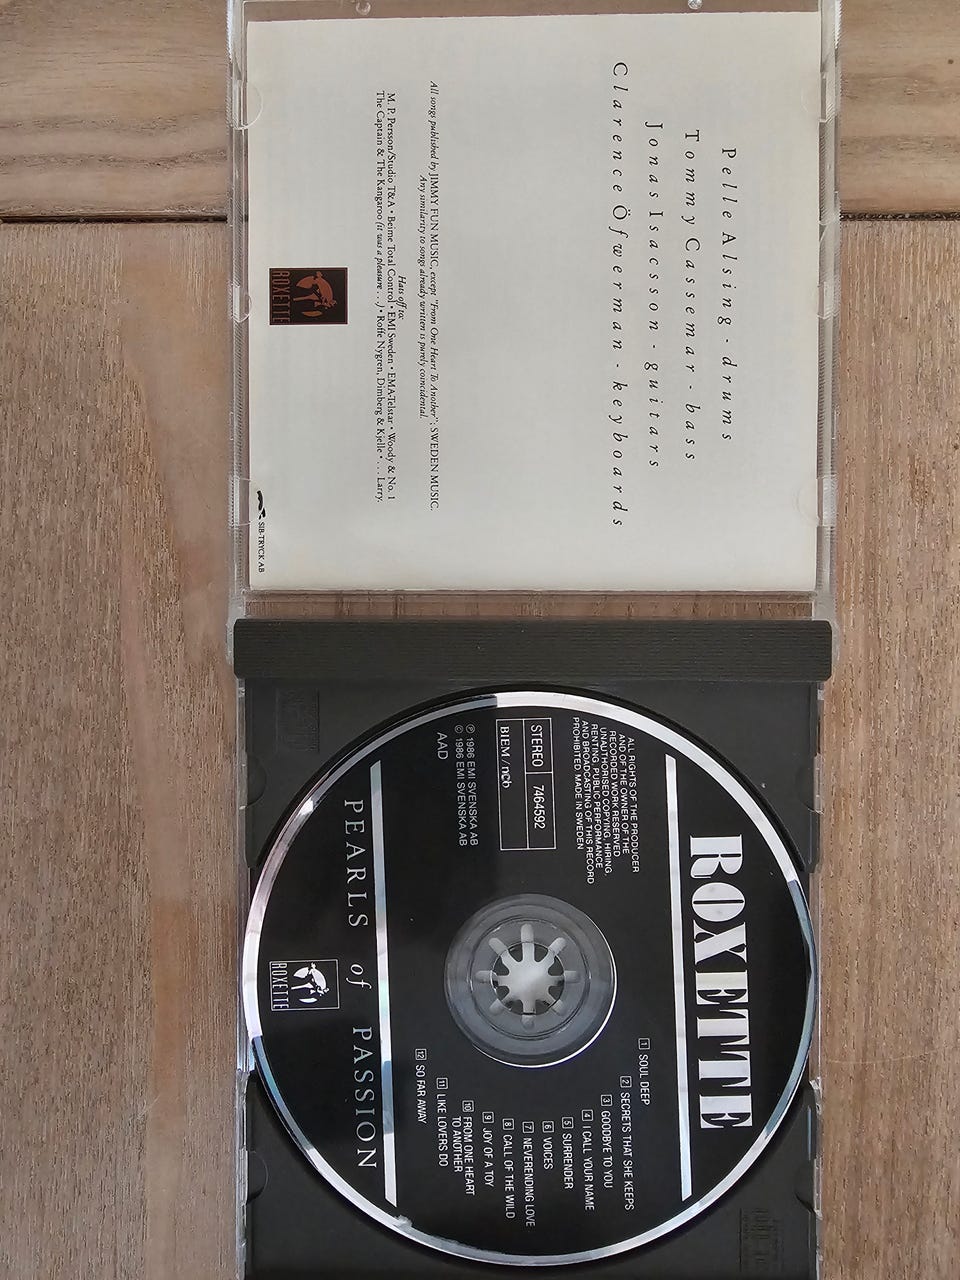 Pelle Alsing - drums
Tommy Cassemar - bass
Jonas Isacsson - guitars
Clarence Öfwerman - keyboards
All songs published by JIMMY FUN MUSIC, except "From One Heart To Another": SWEDEN MUSIC.
Any similarity to songs already written is purely coincidental.
Hats off to:
M. P. Persson/Studio T&A • Beime Total Control • EMI Sweden • EMA-Telstar • Woody & No. 1
The Captain & The Kangaroo (it was a pleasure . . .) • Roffe Nygren, Dimberg & Kjelle • . . . Larry.
ROXETTE
SIB-TRYCK AB
ROXETTE
ALL RIGHTS OF THE PRODUCER
AND OF THE OWNER OF THE
RECORDED WORK RESERVED
UNAUTHORISED COPYING, HIRING,
RENTING, PUBLIC PERFORMANCE
AND BROADCASTING OF THIS RECORD
PROHIBITED MADE IN SWEDEN
STEREO 7464592
BIEM/ncb
℗ 1986 EMI SVENSKA AB
© 1986 EMI SVENSKA AB
AAD
1 SOUL DEEP
2 SECRETS THAT SHE KEEPS
3 GOODBYE TO YOU
4 I CALL YOUR NAME
5 SURRENDER
6 VOICES
7 NEVERENDING LOVE
8 CALL OF THE WILD
9 JOY OF A TOY
10 FROM ONE HEART
TO ANOTHER
11 LIKE LOVERS DO
12 SO FAR AWAY
PEARLS of PASSION
ROXETTE